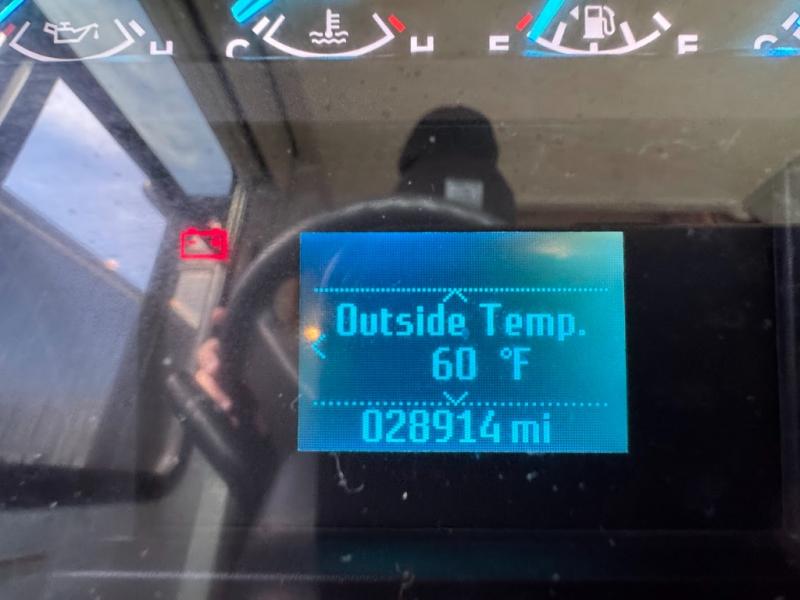 H C H E F C
Outside Temp.
60 °F
028914 mi